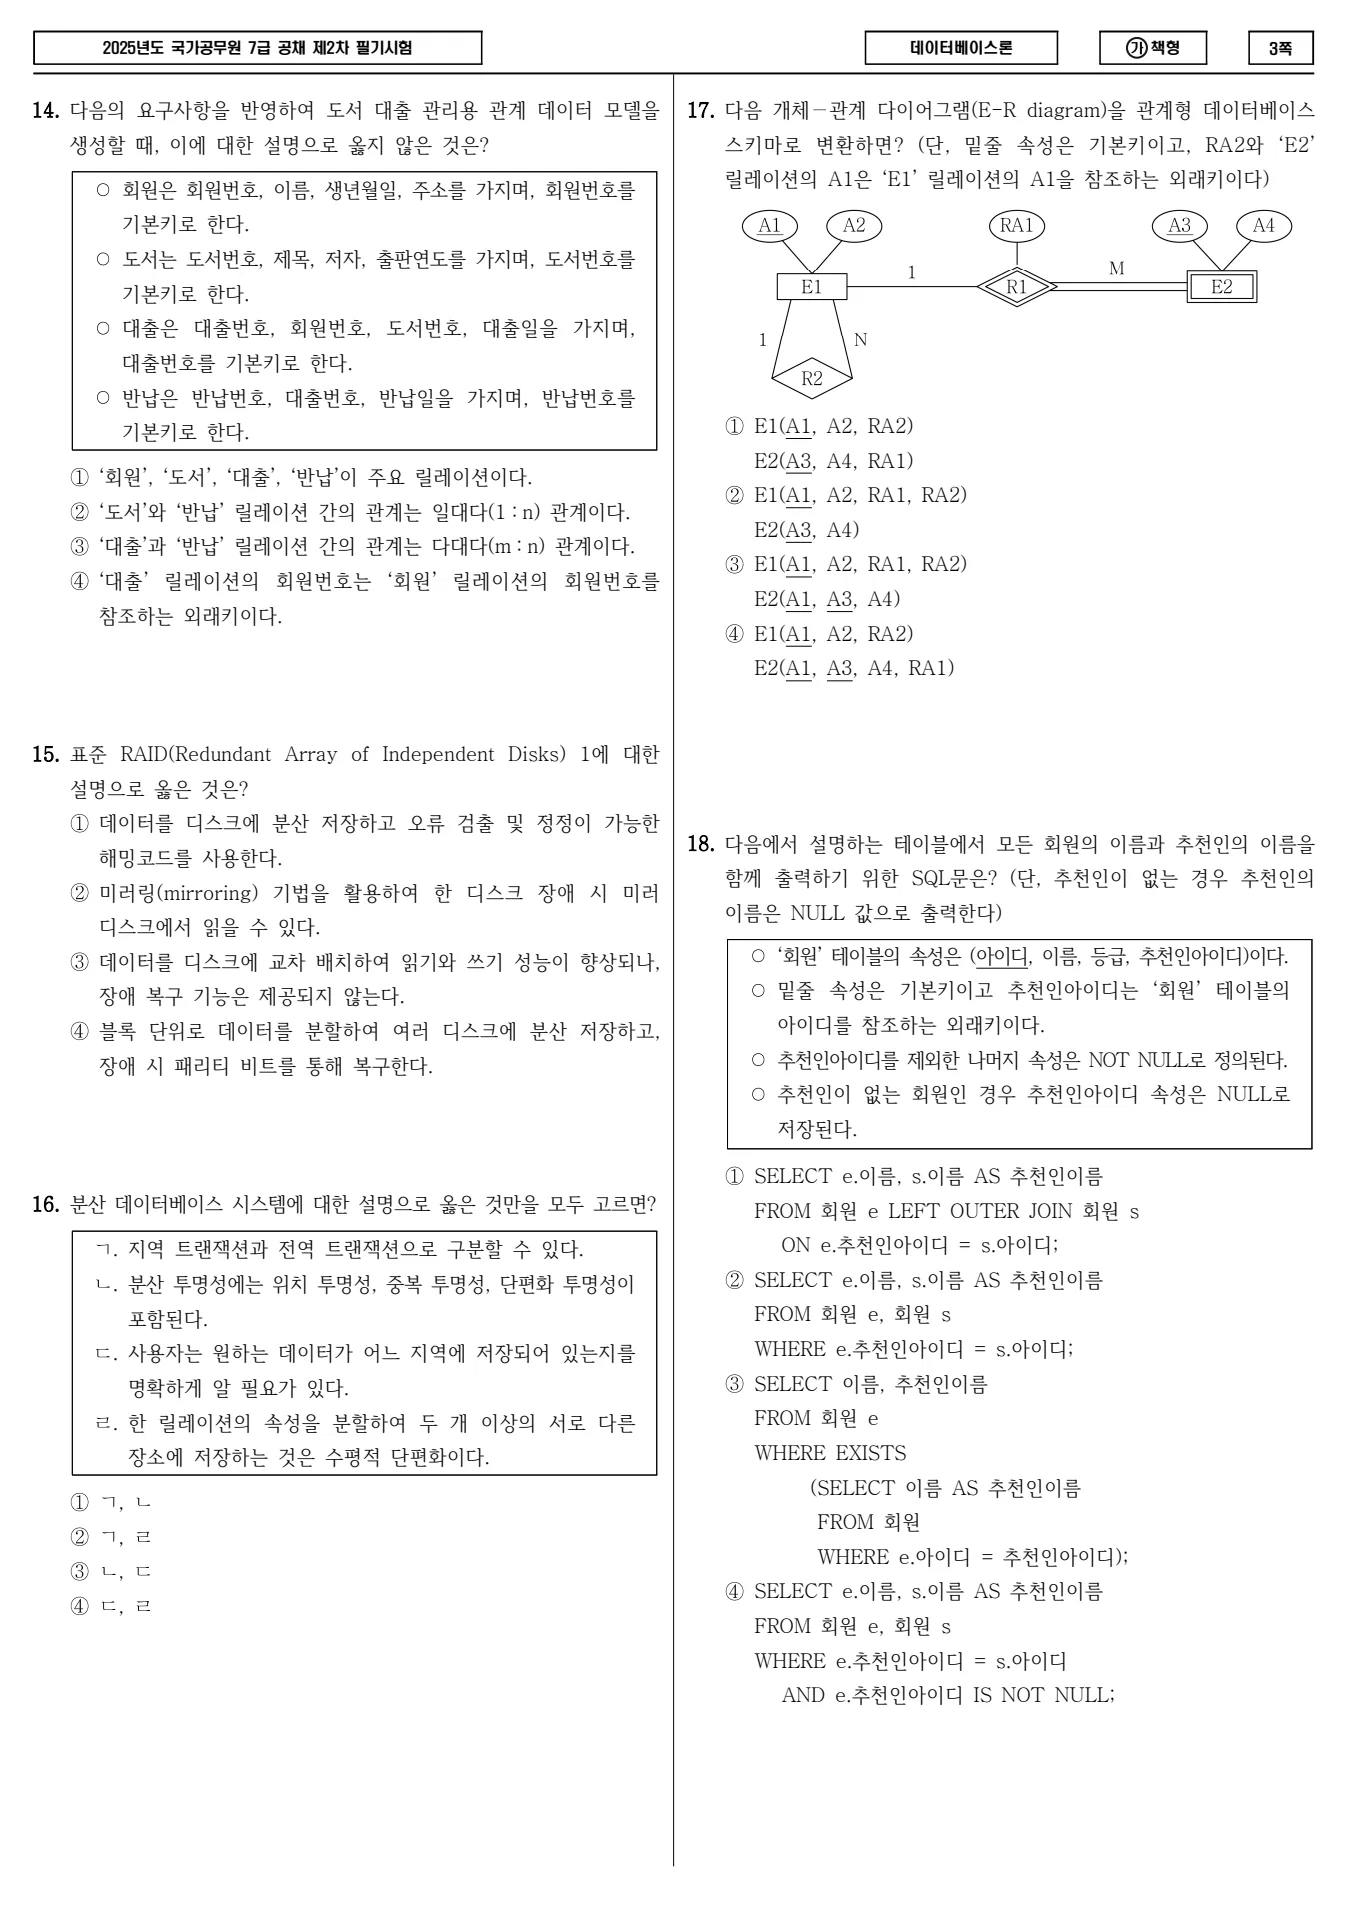 2025년도 국가공무원 7급 공채 제2차 필기시험
데이터베이스론
㉮ 책형
3쪽
14. 다음의 요구사항을 반영하여 도서 대출 관리용 관계 데이터 모델을
생성할 때, 이에 대한 설명으로 옳지 않은 것은?
○ 회원은 회원번호, 이름, 생년월일, 주소를 가지며, 회원번호를
기본키로 한다.
○ 도서는 도서번호, 제목, 저자, 출판연도를 가지며, 도서번호를
기본키로 한다.
○ 대출은 대출번호, 회원번호, 도서번호, 대출일을 가지며,
대출번호를 기본키로 한다.
○ 반납은 반납번호, 대출번호, 반납일을 가지며, 반납번호를
기본키로 한다.
① ‘회원’, ‘도서’, ‘대출’, ‘반납’이 주요 릴레이션이다.
② ‘도서’와 ‘반납’ 릴레이션 간의 관계는 일대다(1 : n) 관계이다.
③ ‘대출’과 ‘반납’ 릴레이션 간의 관계는 다대다(m : n) 관계이다.
④ ‘대출’ 릴레이션의 회원번호는 ‘회원’ 릴레이션의 회원번호를
참조하는 외래키이다.
15. 표준 RAID(Redundant Array of Independent Disks) 1에 대한
설명으로 옳은 것은?
① 데이터를 디스크에 분산 저장하고 오류 검출 및 정정이 가능한
해밍코드를 사용한다.
② 미러링(mirroring) 기법을 활용하여 한 디스크 장애 시 미러
디스크에서 읽을 수 있다.
③ 데이터를 디스크에 교차 배치하여 읽기와 쓰기 성능이 향상되나,
장애 복구 기능은 제공되지 않는다.
④ 블록 단위로 데이터를 분할하여 여러 디스크에 분산 저장하고,
장애 시 패리티 비트를 통해 복구한다.
16. 분산 데이터베이스 시스템에 대한 설명으로 옳은 것만을 모두 고르면?
ㄱ. 지역 트랜잭션과 전역 트랜잭션으로 구분할 수 있다.
ㄴ. 분산 투명성에는 위치 투명성, 중복 투명성, 단편화 투명성이
포함된다.
ㄷ. 사용자는 원하는 데이터가 어느 지역에 저장되어 있는지를
명확하게 알 필요가 있다.
ㄹ. 한 릴레이션의 속성을 분할하여 두 개 이상의 서로 다른
장소에 저장하는 것은 수평적 단편화이다.
① ㄱ, ㄴ
② ㄱ, ㄹ
③ ㄴ, ㄷ
④ ㄷ, ㄹ
17. 다음 개체－관계 다이어그램(E-R diagram)을 관계형 데이터베이스
스키마로 변환하면? (단, 밑줄 속성은 기본키이고, RA2와 ‘E2’
릴레이션의 A1은 ‘E1’ 릴레이션의 A1을 참조하는 외래키이다)
A1 A2 RA1 A3 A4
E1 1 R1 M E2
1 N
R2
① E1(A1, A2, RA2)
E2(A3, A4, RA1)
② E1(A1, A2, RA1, RA2)
E2(A3, A4)
③ E1(A1, A2, RA1, RA2)
E2(A1, A3, A4)
④ E1(A1, A2, RA2)
E2(A1, A3, A4, RA1)
18. 다음에서 설명하는 테이블에서 모든 회원의 이름과 추천인의 이름을
함께 출력하기 위한 SQL문은? (단, 추천인이 없는 경우 추천인의
이름은 NULL 값으로 출력한다)
○ ‘회원’ 테이블의 속성은 (아이디, 이름, 등급, 추천인아이디)이다.
○ 밑줄 속성은 기본키이고 추천인아이디는 ‘회원’ 테이블의
아이디를 참조하는 외래키이다.
○ 추천인아이디를 제외한 나머지 속성은 NOT NULL로 정의된다.
○ 추천인이 없는 회원인 경우 추천인아이디 속성은 NULL로
저장된다.
① SELECT e.이름, s.이름 AS 추천인이름
FROM 회원 e LEFT OUTER JOIN 회원 s
ON e.추천인아이디 = s.아이디;
② SELECT e.이름, s.이름 AS 추천인이름
FROM 회원 e, 회원 s
WHERE e.추천인아이디 = s.아이디;
③ SELECT 이름, 추천인이름
FROM 회원 e
WHERE EXISTS
(SELECT 이름 AS 추천인이름
FROM 회원
WHERE e.아이디 = 추천인아이디);
④ SELECT e.이름, s.이름 AS 추천인이름
FROM 회원 e, 회원 s
WHERE e.추천인아이디 = s.아이디
AND e.추천인아이디 IS NOT NULL;